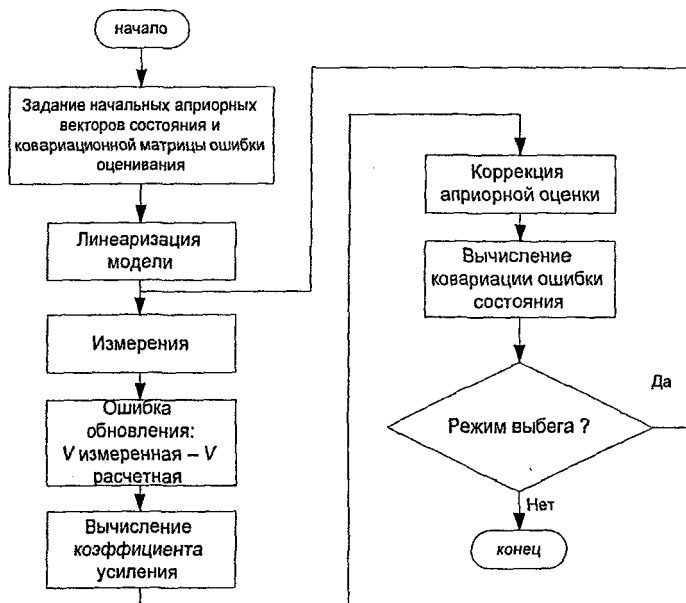 начало
Задание начальных априорных
векторов состояния и
ковариационной матрицы ошибки
оценивания
Линеаризация
модели
Измерения
Ошибка
обновления:
V измеренная – V
расчетная
Вычисление
коэффициента
усиления
Коррекция
априорной оценки
Вычисление
ковариации ошибки
состояния
Режим выбега ?
Да
Нет
конец